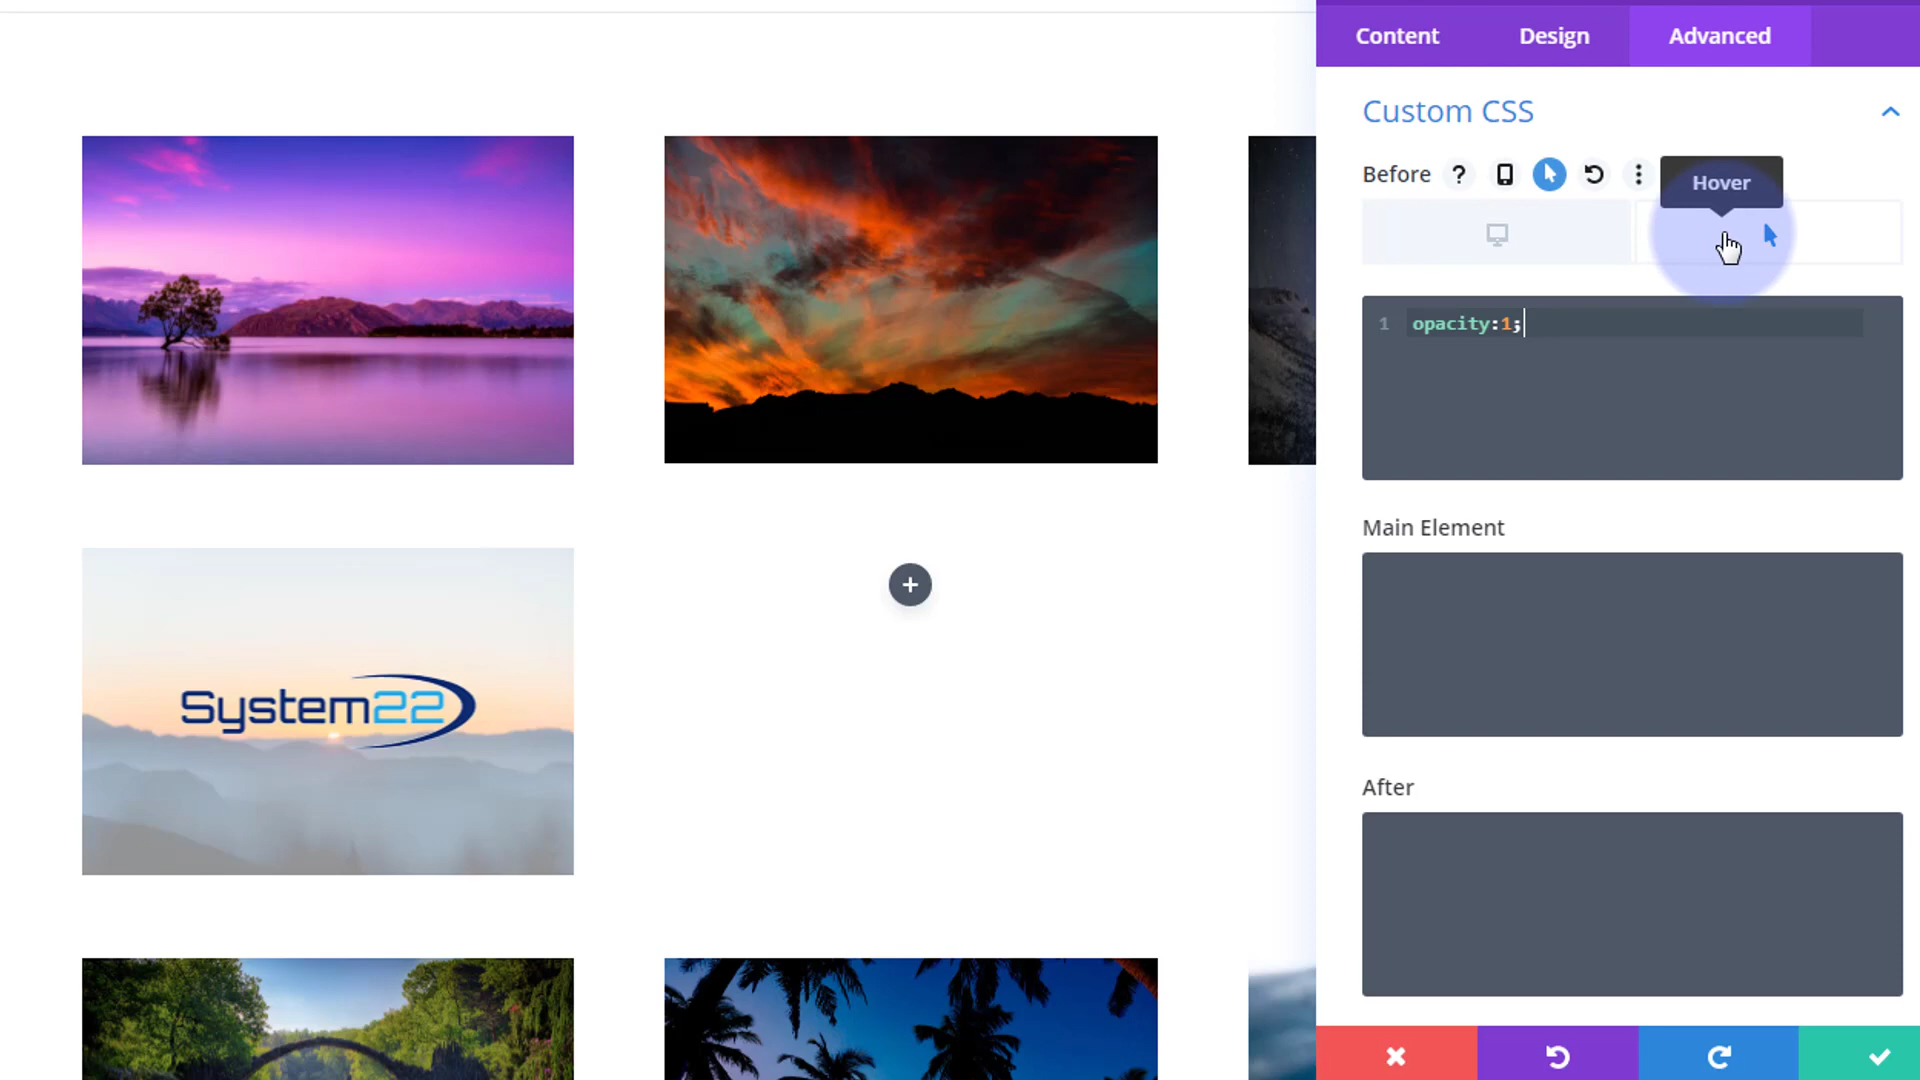 Content Design Advanced
Custom CSS
Before ?
Hover
1 opacity:1;
Main Element
After
System22